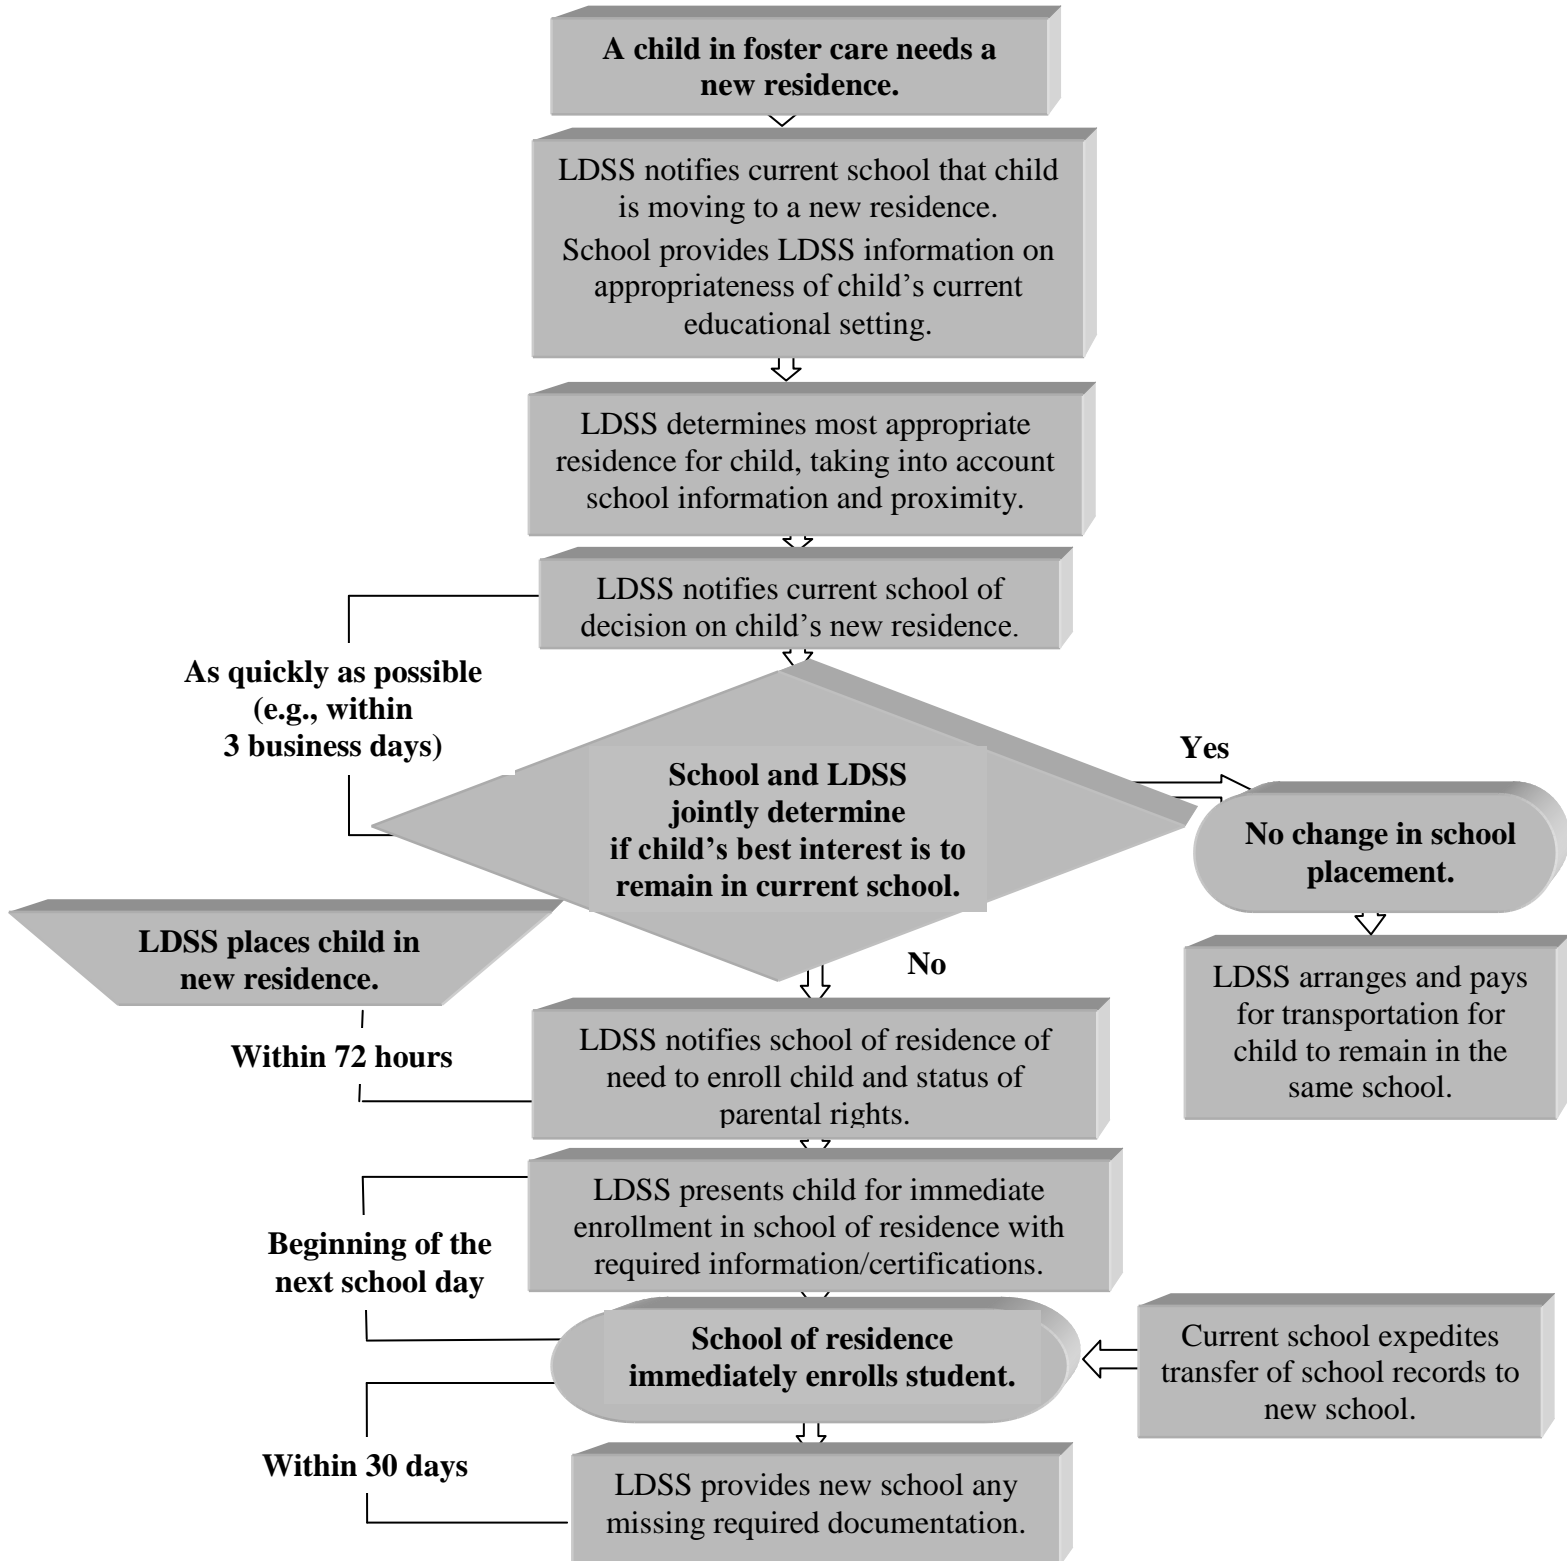 A child in foster care needs a
new residence.
LDSS notifies current school that child
is moving to a new residence.
School provides LDSS information on
appropriateness of child’s current
educational setting.
LDSS determines most appropriate
residence for child, taking into account
school information and proximity.
LDSS notifies current school of
decision on child’s new residence.
As quickly as possible
(e.g., within
3 business days)
School and LDSS
jointly determine
if child’s best interest is to
remain in current school.
Yes
No change in school
placement.
LDSS arranges and pays
for transportation for
child to remain in the
same school.
LDSS places child in
new residence.
No
Within 72 hours
LDSS notifies school of residence of
need to enroll child and status of
parental rights.
LDSS presents child for immediate
enrollment in school of residence with
required information/certifications.
Beginning of the
next school day
School of residence
immediately enrolls student.
Current school expedites
transfer of school records to
new school.
Within 30 days
LDSS provides new school any
missing required documentation.